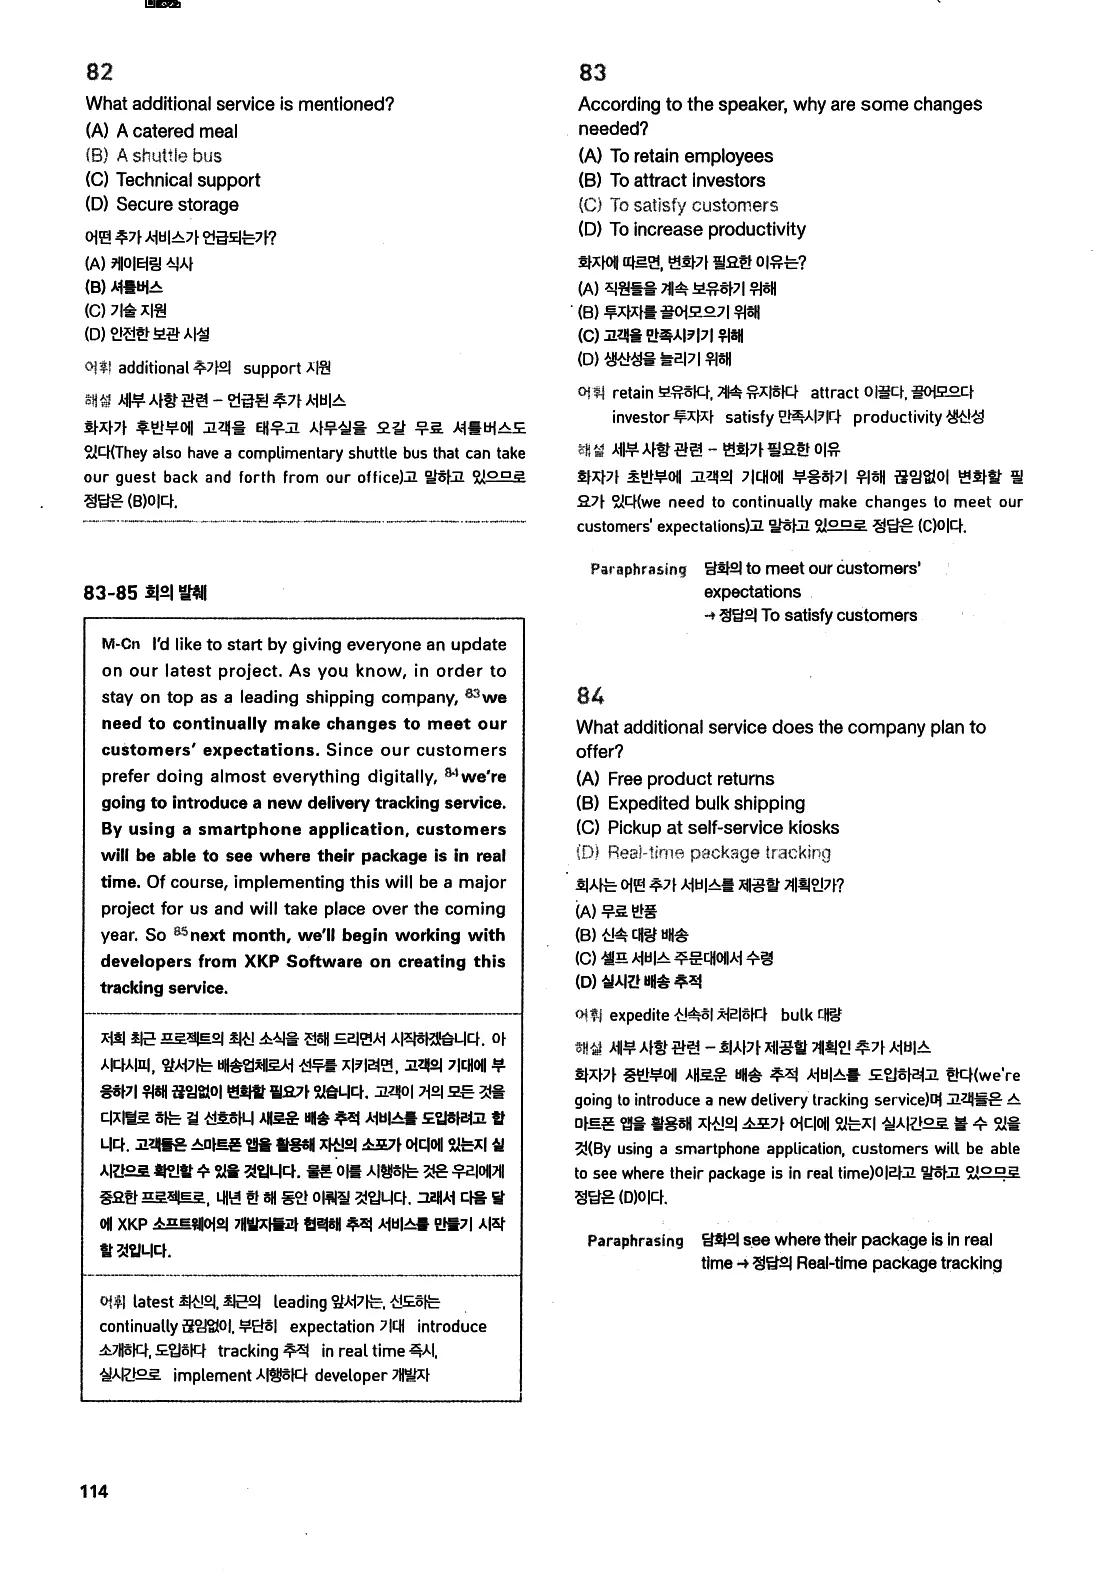 82
What additional service is mentioned?
(A) A catered meal
(B) A shuttle bus
(C) Technical support
(D) Secure storage
어떤 추가 서비스가 언급되는가?
(A) 케이터링 식사
(B) 셔틀버스
(C) 기술 지원
(D) 안전한 보관 시설
어휘 additional 추가의 support 지원
해설 세부 사항 관련 – 언급된 추가 서비스
화자가 후반부에 고객을 태우고 사무실을 오갈 무료 셔틀버스도
있다(They also have a complimentary shuttle bus that can take
our guest back and forth from our office)고 말하고 있으므로
정답은 (B)이다.
83-85 회의 발췌
M-Cn I'd like to start by giving everyone an update
on our latest project. As you know, in order to
stay on top as a leading shipping company, 83we
need to continually make changes to meet our
customers' expectations. Since our customers
prefer doing almost everything digitally, 84we're
going to introduce a new delivery tracking service.
By using a smartphone application, customers
will be able to see where their package is in real
time. Of course, implementing this will be a major
project for us and will take place over the coming
year. So 85next month, we'll begin working with
developers from XKP Software on creating this
tracking service.
저희 최근 프로젝트의 최신 소식을 전해 드리면서 시작하겠습니다. 아
시다시피, 앞서가는 배송업체로서 선두를 지키려면, 고객의 기대에 부
응하기 위해 끊임없이 변화할 필요가 있습니다. 고객이 거의 모든 것을
디지털로 하는 걸 선호하니 새로운 배송 추적 서비스를 도입하려고 합
니다. 고객들은 스마트폰 앱을 활용해 자신의 소포가 어디에 있는지 실
시간으로 확인할 수 있을 것입니다. 물론 이를 시행하는 것은 우리에게
중요한 프로젝트로, 내년 한 해 동안 이뤄질 것입니다. 그래서 다음 달
에 XKP 소프트웨어의 개발자들과 협력해 추적 서비스를 만들기 시작
할 것입니다.
어휘 latest 최신의, 최근의 leading 앞서가는, 선도하는
continually 끊임없이, 부단히 expectation 기대 introduce
소개하다, 도입하다 tracking 추적 in real time 즉시,
실시간으로 implement 시행하다 developer 개발자
114
83
According to the speaker, why are some changes
needed?
(A) To retain employees
(B) To attract investors
(C) To satisfy customers
(D) To increase productivity
화자에 따르면, 변화가 필요한 이유는?
(A) 직원들을 계속 보유하기 위해
(B) 투자자를 끌어모으기 위해
(C) 고객을 만족시키기 위해
(D) 생산성을 늘리기 위해
어휘 retain 보유하다, 계속 유지하다 attract 이끌다, 끌어모으다
investor 투자자 satisfy 만족시키다 productivity 생산성
해설 세부 사항 관련 – 변화가 필요한 이유
화자가 초반부에 고객의 기대에 부응하기 위해 끊임없이 변화할 필
요가 있다(we need to continually make changes to meet our
customers' expectations)고 말하고 있으므로 정답은 (C)이다.
Paraphrasing 담화의 to meet our customers'
expectations
→ 정답의 To satisfy customers
84
What additional service does the company plan to
offer?
(A) Free product returns
(B) Expedited bulk shipping
(C) Pickup at self-service kiosks
(D) Real-time package tracking
회사는 어떤 추가 서비스를 제공할 계획인가?
(A) 무료 반품
(B) 신속 대량 배송
(C) 셀프 서비스 주문대에서 수령
(D) 실시간 배송 추적
어휘 expedite 신속히 처리하다 bulk 대량
해설 세부 사항 관련 – 회사가 제공할 계획인 추가 서비스
화자가 중반부에 새로운 배송 추적 서비스를 도입하려고 한다(we're
going to introduce a new delivery tracking service)며 고객들은 스
마트폰 앱을 활용해 자신의 소포가 어디에 있는지 실시간으로 볼 수 있을
것(By using a smartphone application, customers will be able
to see where their package is in real time)이라고 말하고 있으므로
정답은 (D)이다.
Paraphrasing 담화의 see where their package is in real
time → 정답의 Real-time package tracking